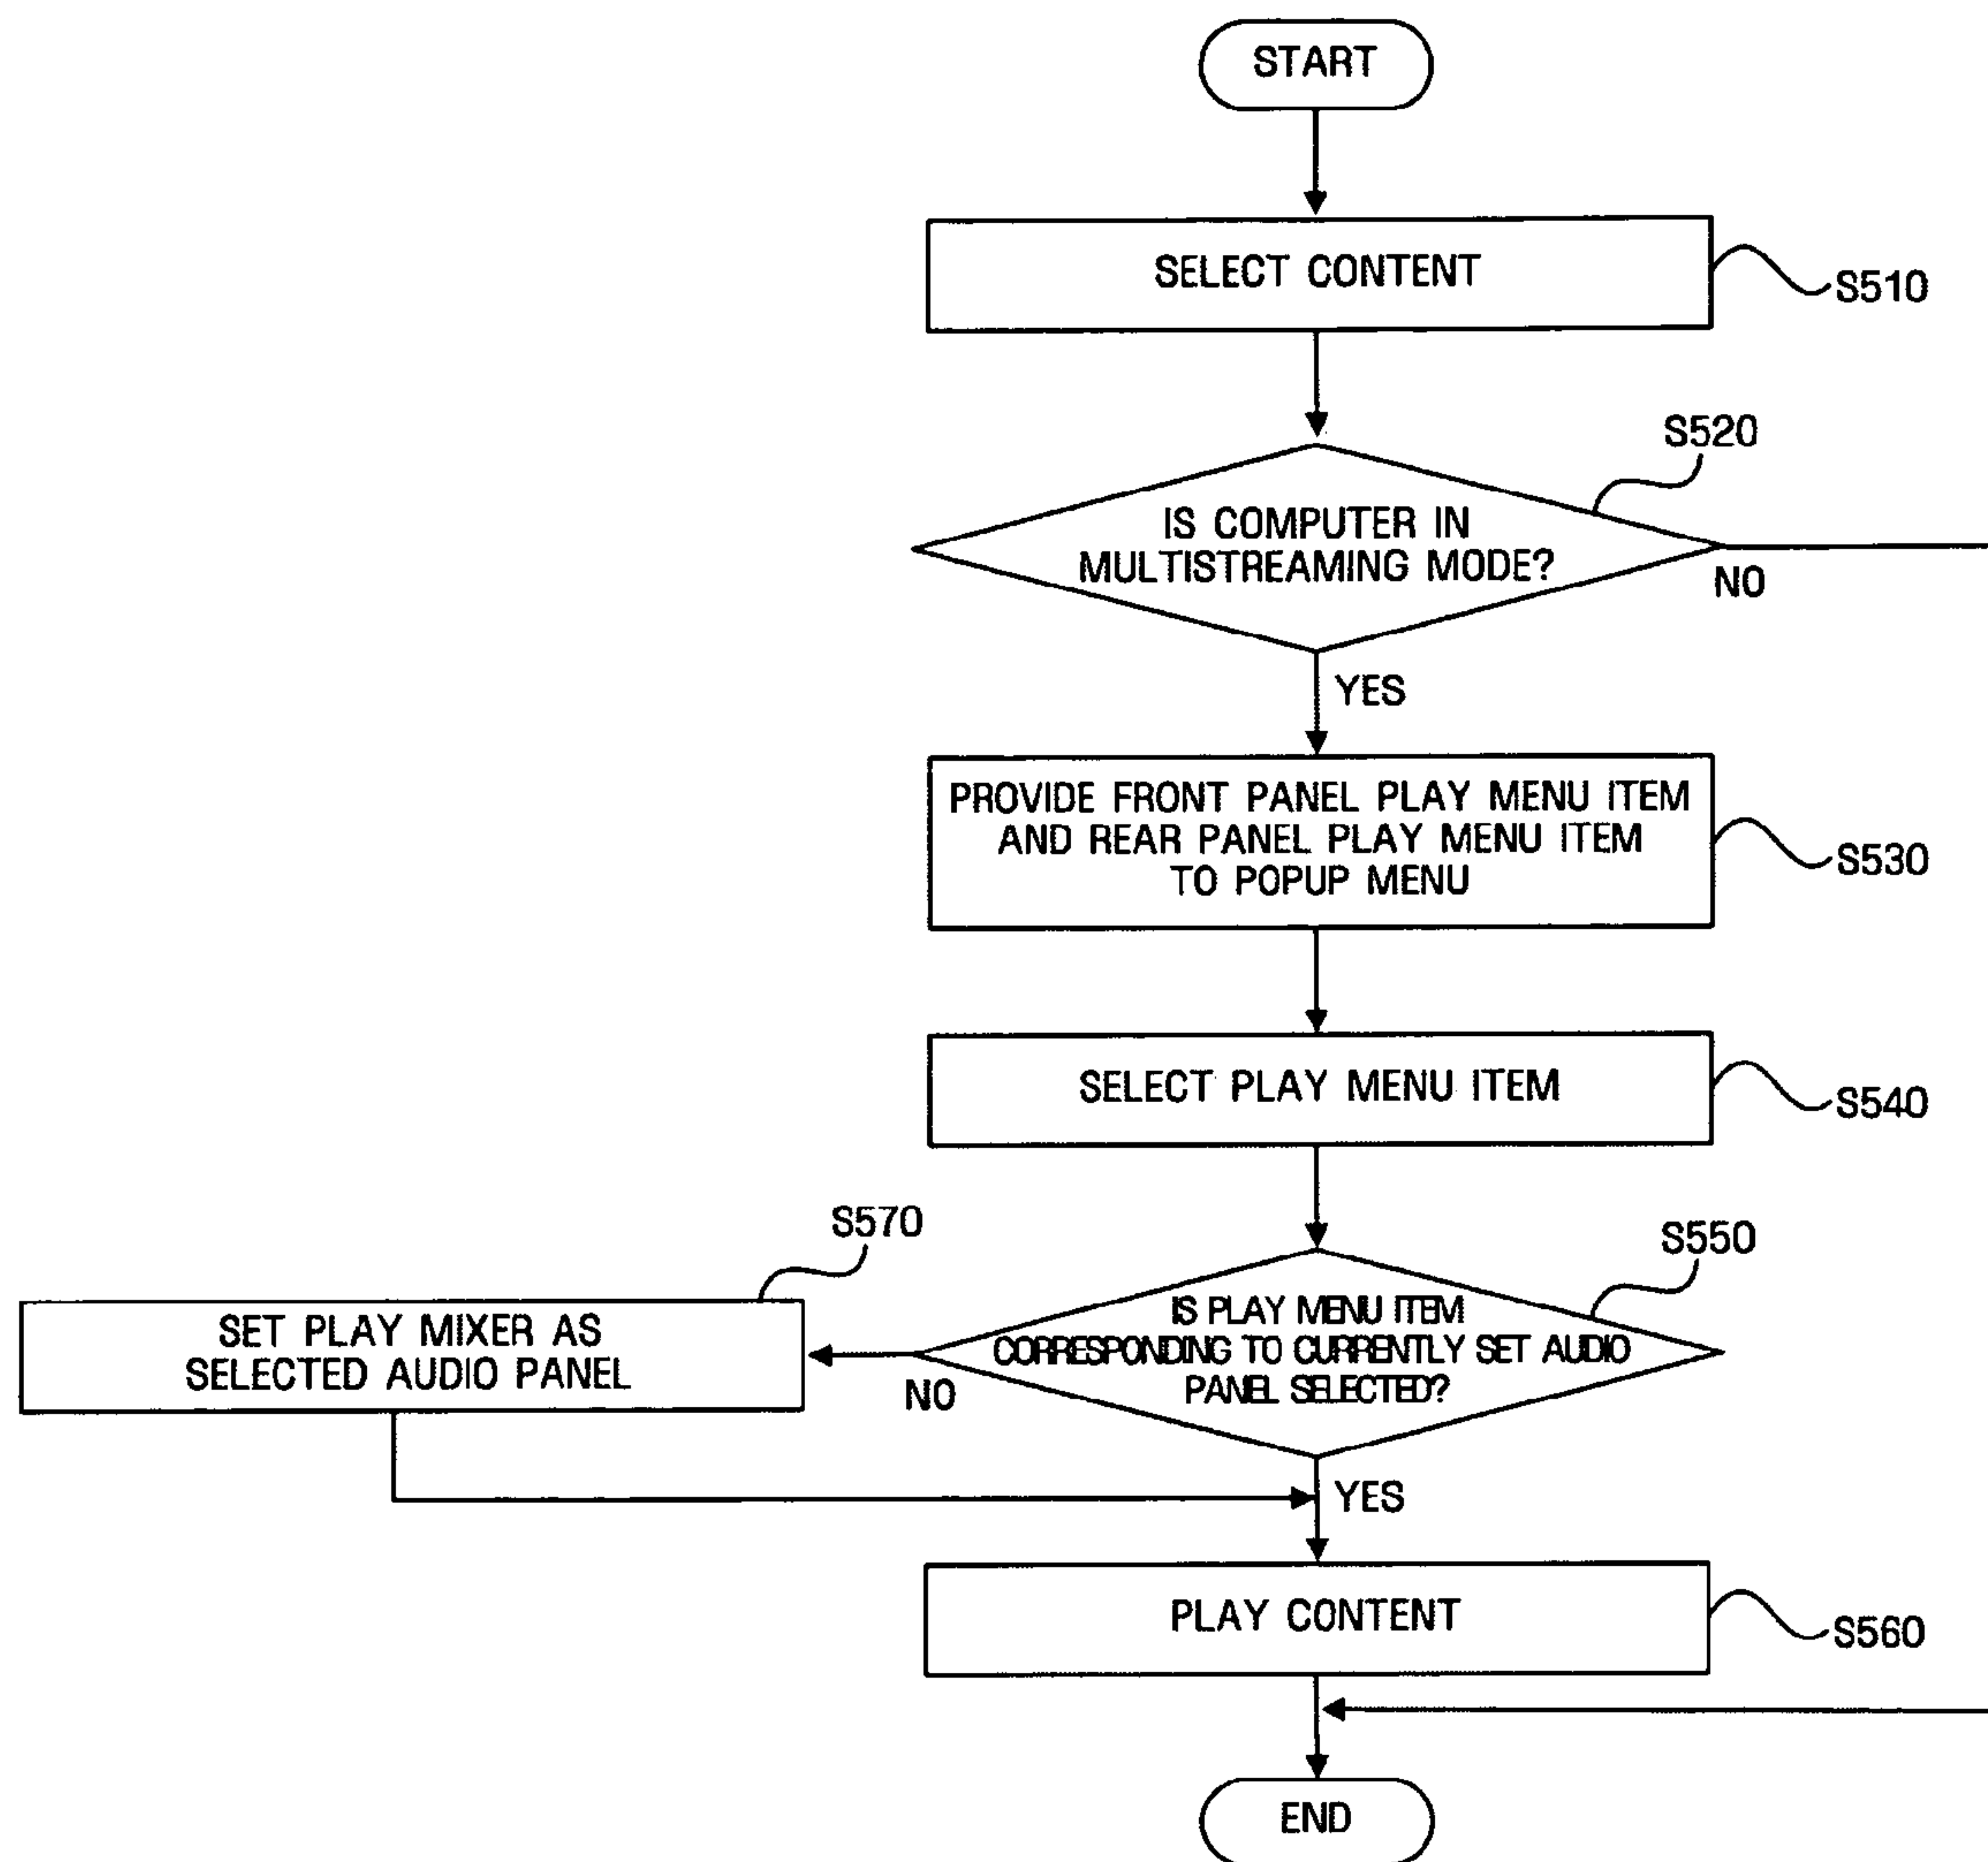 START
SELECT CONTENT
S510
S520
IS COMPUTER IN
MULTISTREAMING MODE?
NO
YES
PROVIDE FRONT PANEL PLAY MENU ITEM
AND REAR PANEL PLAY MENU ITEM
TO POPUP MENU
S530
SELECT PLAY MENU ITEM
S540
S570
SET PLAY MIXER AS
SELECTED AUDIO PANEL
S550
IS PLAY MENU ITEM
CORRESPONDING TO CURRENTLY SET AUDIO
PANEL SELECTED?
NO
YES
PLAY CONTENT
S560
END